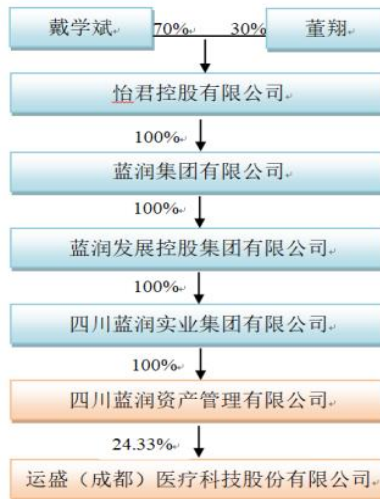 戴学斌 70% 30% 董翔
怡君控股有限公司
100%
蓝润集团有限公司
100%
蓝润发展控股集团有限公司
100%
四川蓝润实业集团有限公司
100%
四川蓝润资产管理有限公司
24.33%
运盛（成都）医疗科技股份有限公司